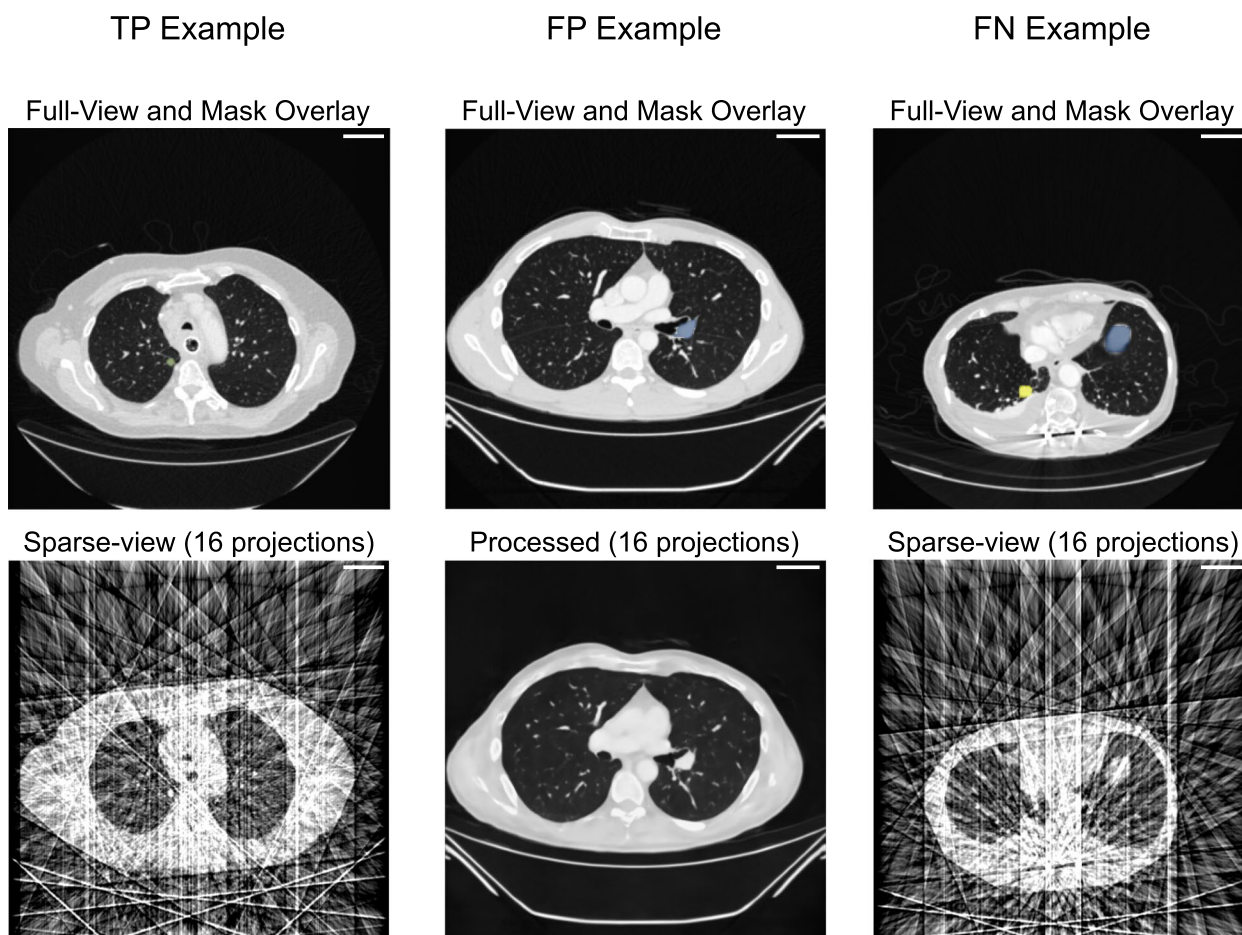 TP Example
FP Example
FN Example
Full-View and Mask Overlay
Full-View and Mask Overlay
Full-View and Mask Overlay
Sparse-view (16 projections)
Processed (16 projections)
Sparse-view (16 projections)